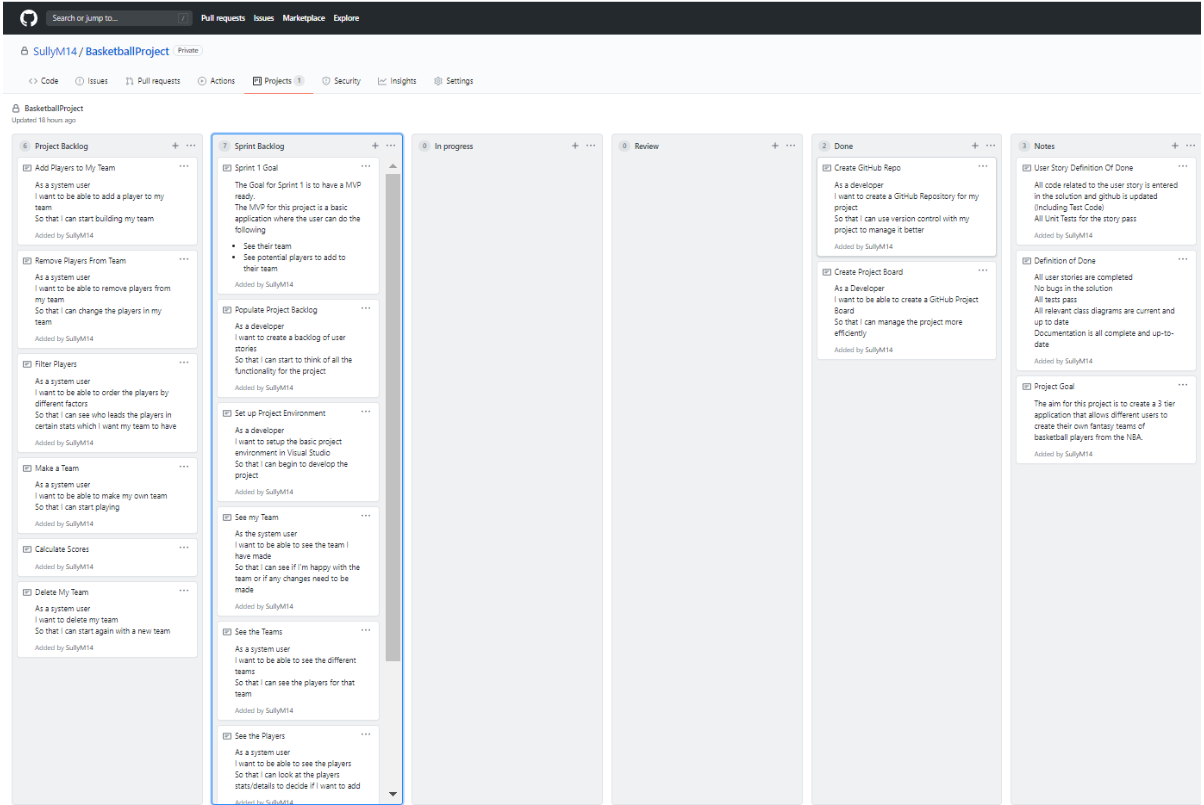 Search or jump to... /
Pull requests Issues Marketplace Explore
SullyM14 / BasketballProject Private
Code Issues Pull requests Actions Projects 1 Security Insights Settings
BasketballProject
Updated 18 hours ago
6 Project Backlog
Add Players to My Team
As a system user
I want to be able to add a player to my
team
So that I can start building my team
Added by SullyM14
Remove Players From Team
As a system user
I want to be able to remove players from
my team
So that I can change the players in my
team
Added by SullyM14
Filter Players
As a system user
I want to be able to order the players by
different factors
So that I can see who leads the players in
certain stats which I want my team to have
Added by SullyM14
Make a Team
As a system user
I want to be able to make my own team
So that I can start playing
Added by SullyM14
Calculate Scores
Added by SullyM14
Delete My Team
As a system user
I want to delete my team
So that I can start again with a new team
Added by SullyM14
7 Sprint Backlog
Sprint 1 Goal
The Goal for Sprint 1 is to have a MVP
ready.
The MVP for this project is a basic
application where the user can do the
following
• See their team
• See potential players to add to
their team
Added by SullyM14
Populate Project Backlog
As a developer
I want to create a backlog of user
stories
So that I can start to think of all the
functionality for the project
Added by SullyM14
Set up Project Environment
As a developer
I want to setup the basic project
environment in Visual Studio
So that I can begin to develop the
project
Added by SullyM14
See my Team
As the system user
I want to be able to see the team I
have made
So that I can see if I'm happy with the
team or if any changes need to be
made
Added by SullyM14
See the Teams
As a system user
I want to be able to see the different
teams
So that I can see the players for that
team
Added by SullyM14
See the Players
As a system user
I want to be able to see the players
So that I can look at the players
stats/details to decide if I want to add
Added by SullyM14
0 In progress
0 Review
2 Done
Create GitHub Repo
As a developer
I want to create a GitHub Repository for my
project
So that I can use version control with my
project to manage it better
Added by SullyM14
Create Project Board
As a Developer
I want to be able to create a GitHub Project
Board
So that I can manage the project more
efficiently
Added by SullyM14
3 Notes
User Story Definition Of Done
All code related to the user story is entered
in the solution and github is updated
(Including Test Code)
All Unit Tests for the story pass
Added by SullyM14
Definition of Done
All user stories are completed
No bugs in the solution
All tests pass
All relevant class diagrams are current and
up to date
Documentation is all complete and up-to-
date
Added by SullyM14
Project Goal
The aim for this project is to create a 3 tier
application that allows different users to
create their own fantasy teams of
basketball players from the NBA.
Added by SullyM14